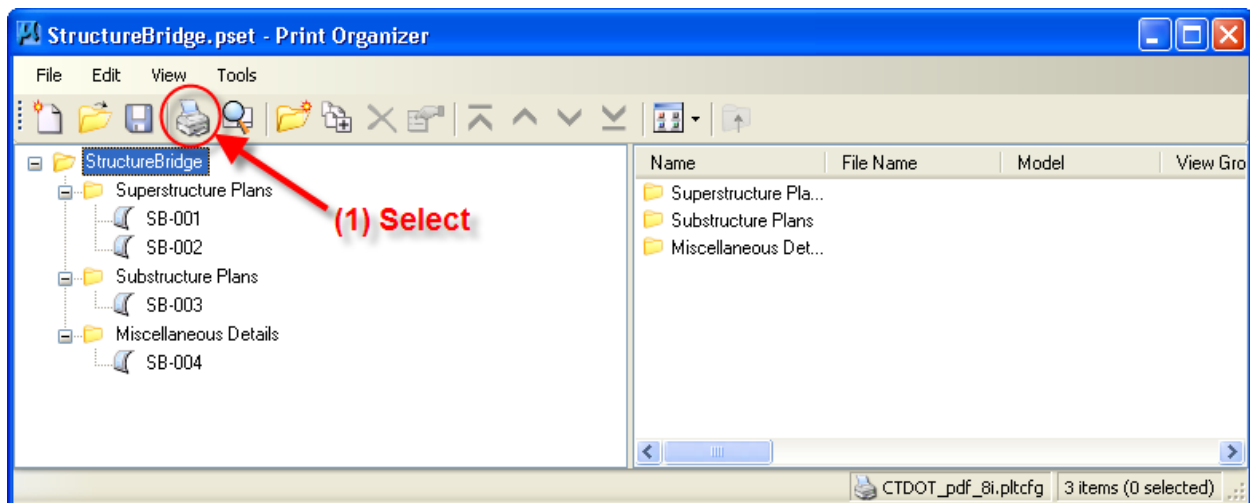 StructureBridge.pset - Print Organizer
File Edit View Tools
StructureBridge
Superstructure Plans
SB-001
SB-002
Substructure Plans
SB-003
Miscellaneous Details
SB-004
(1) Select
Name File Name Model View Gro
Superstructure Pla...
Substructure Plans
Miscellaneous Det...
CTDOT_pdf_8i.pltcfg 3 items (0 selected)